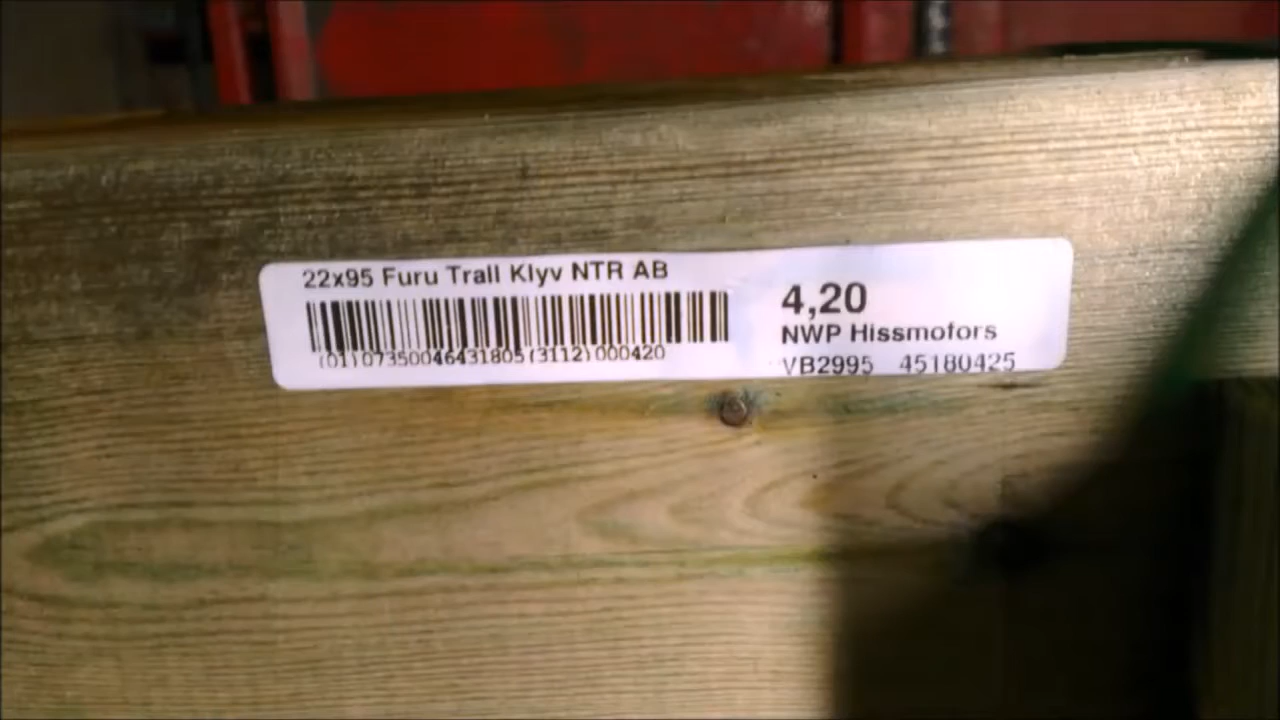 22x95 Furu Trall Klyv NTR AB
(01)07350046431805(3112)000420
4,20
NWP Hissmofors
VB2995 45180425